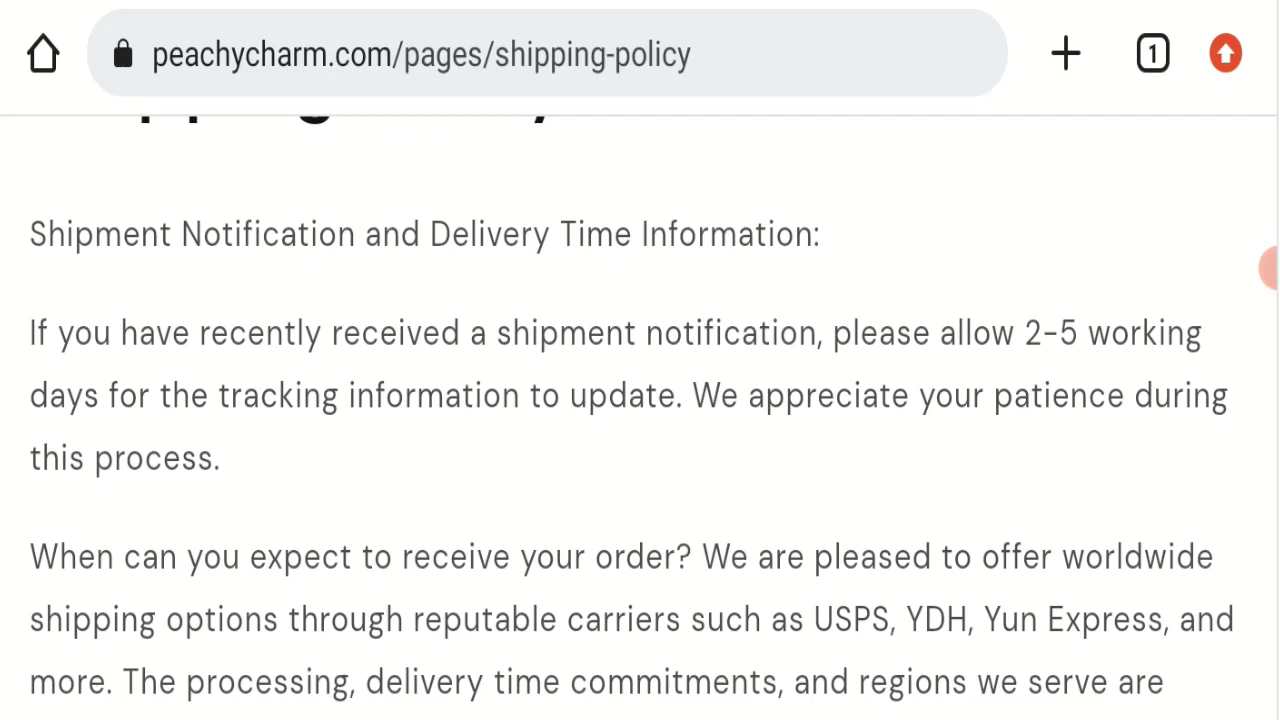 peachycharm.com/pages/shipping-policy
1
Shipment Notification and Delivery Time Information:
If you have recently received a shipment notification, please allow 2-5 working
days for the tracking information to update. We appreciate your patience during
this process.
When can you expect to receive your order? We are pleased to offer worldwide
shipping options through reputable carriers such as USPS, YDH, Yun Express, and
more. The processing, delivery time commitments, and regions we serve are